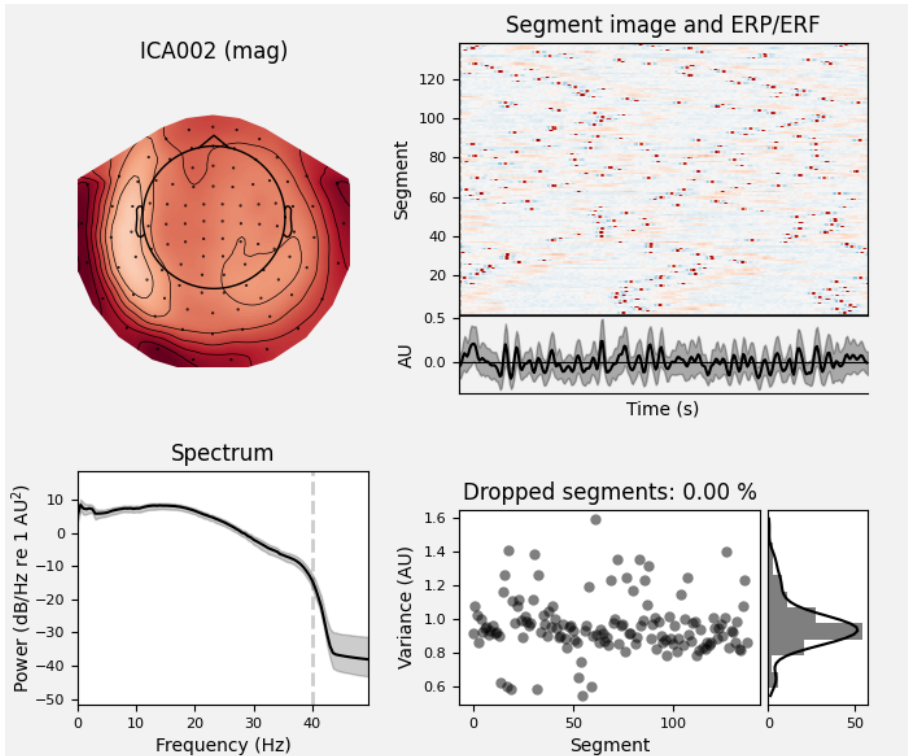 ICA002 (mag)
Segment image and ERP/ERF
120
100
80
60
40
20
Segment
0.5
0.0
AU
Time (s)
Spectrum
10
0
−10
−20
−30
−40
−50
Power (dB/Hz re 1 AU²)
0 10 20 30 40
Frequency (Hz)
Dropped segments: 0.00 %
1.6
1.4
1.2
1.0
0.8
0.6
Variance (AU)
0 50 100
Segment
0 50